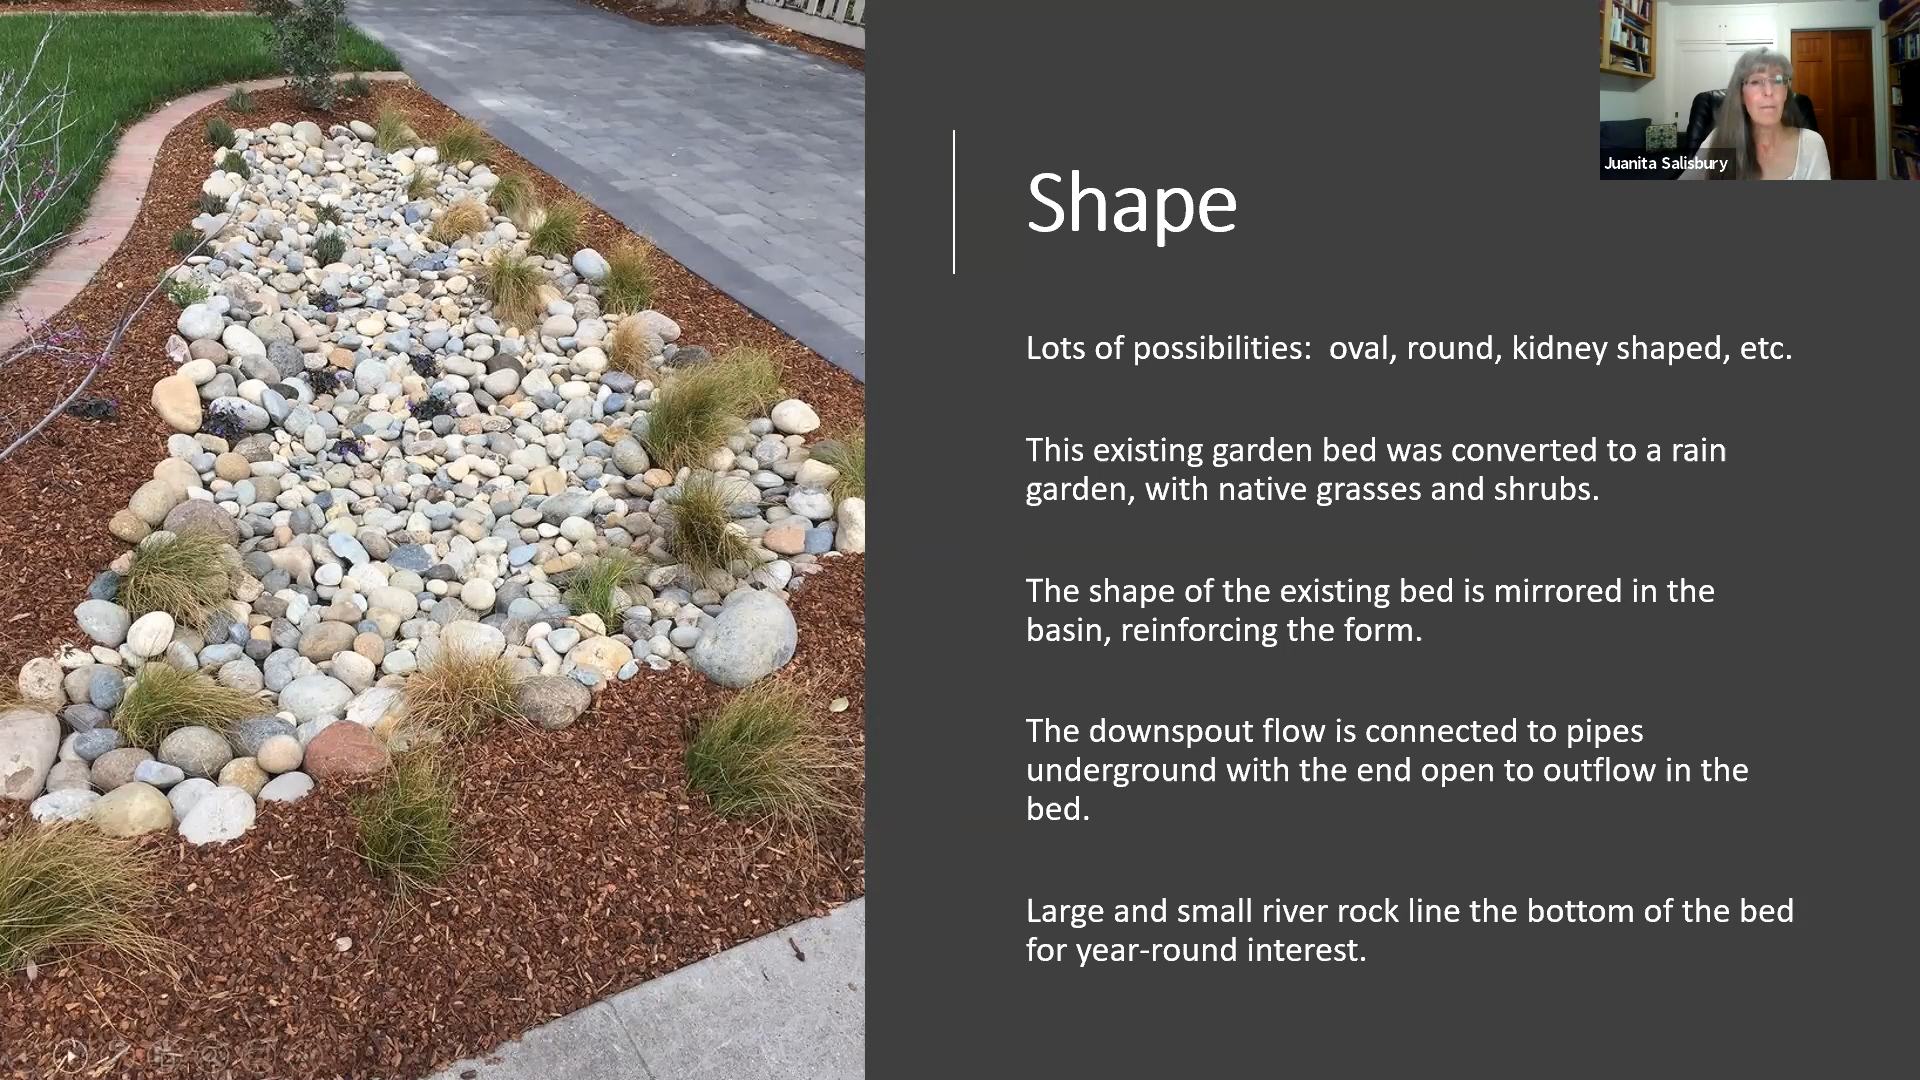 Juanita Salisbury
Shape
Lots of possibilities:  oval, round, kidney shaped, etc.
This existing garden bed was converted to a rain
garden, with native grasses and shrubs.
The shape of the existing bed is mirrored in the
basin, reinforcing the form.
The downspout flow is connected to pipes
underground with the end open to outflow in the
bed.
Large and small river rock line the bottom of the bed
for year-round interest.